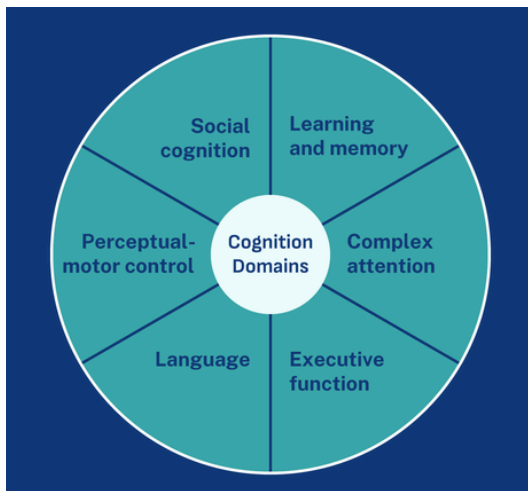 Social
cognition
Learning
and memory
Perceptual-
motor control
Cognition
Domains
Complex
attention
Language
Executive
function